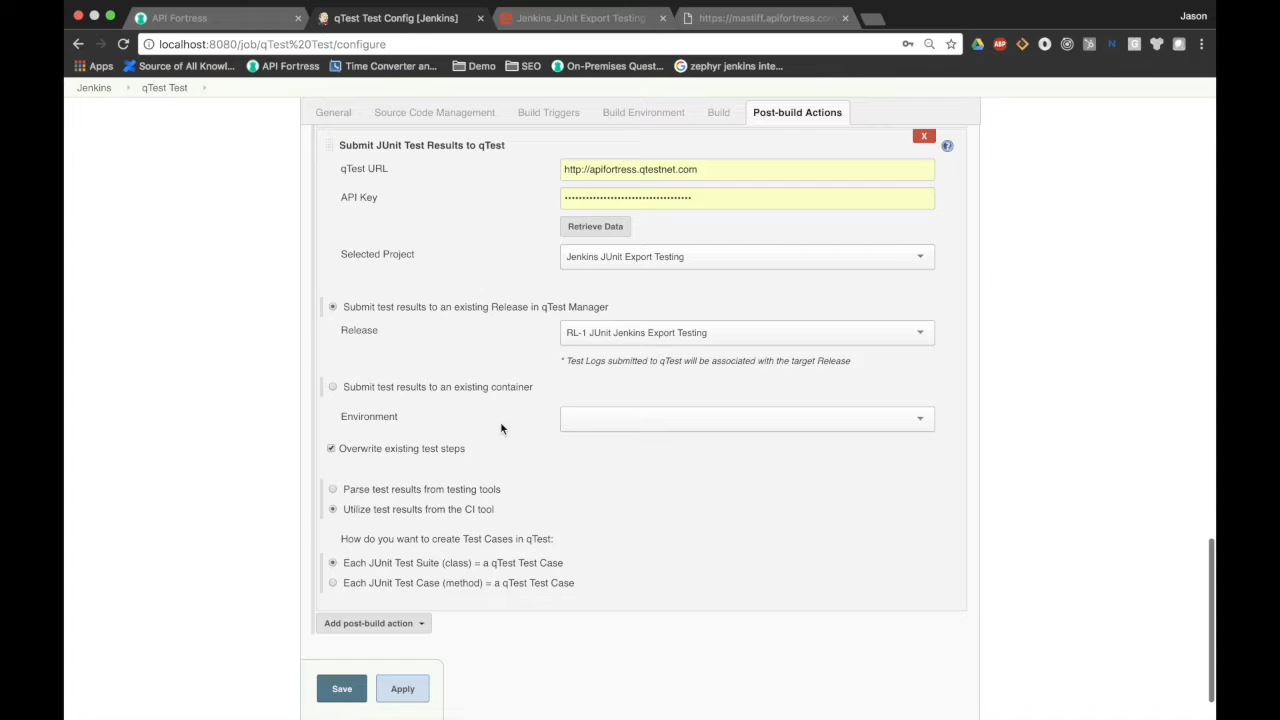 API Fortress
qTest Test Config [Jenkins]
Jenkins JUnit Export Testing
https://mastiff.apifortress.com
Jason
localhost:8080/job/qTest%20Test/configure
Apps
Source of All Knowl...
API Fortress
Time Converter an...
Demo
SEO
On-Premises Quest...
zephyr jenkins inte...
Jenkins
qTest Test
General
Source Code Management
Build Triggers
Build Environment
Build
Post-build Actions
Submit JUnit Test Results to qTest
X
qTest URL
http://apifortress.qtestnet.com
API Key
Retrieve Data
Selected Project
Jenkins JUnit Export Testing
Submit test results to an existing Release in qTest Manager
Release
RL-1 JUnit Jenkins Export Testing
* Test Logs submitted to qTest will be associated with the target Release
Submit test results to an existing container
Environment
Overwrite existing test steps
Parse test results from testing tools
Utilize test results from the CI tool
How do you want to create Test Cases in qTest:
Each JUnit Test Suite (class) = a qTest Test Case
Each JUnit Test Case (method) = a qTest Test Case
Add post-build action
Save
Apply